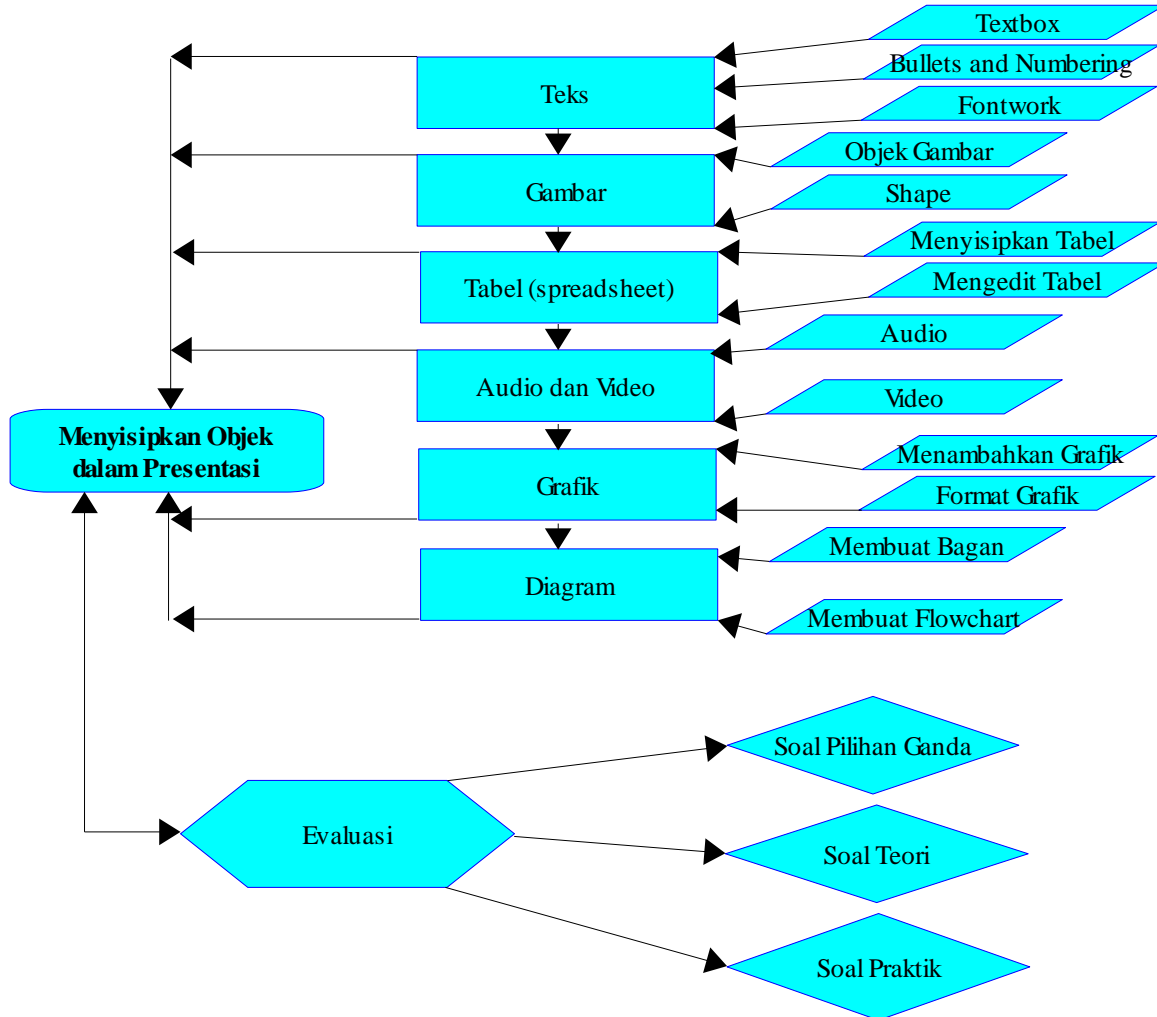 Textbox
Bullets and Numbering
Teks
Fontwork
Objek Gambar
Gambar
Shape
Menyisipkan Tabel
Tabel (spreadsheet)
Mengedit Tabel
Audio
Audio dan Video
Video
Menyisipkan Objek
dalam Presentasi
Menambahkan Grafik
Grafik
Format Grafik
Membuat Bagan
Diagram
Membuat Flowchart
Soal Pilihan Ganda
Evaluasi
Soal Teori
Soal Praktik